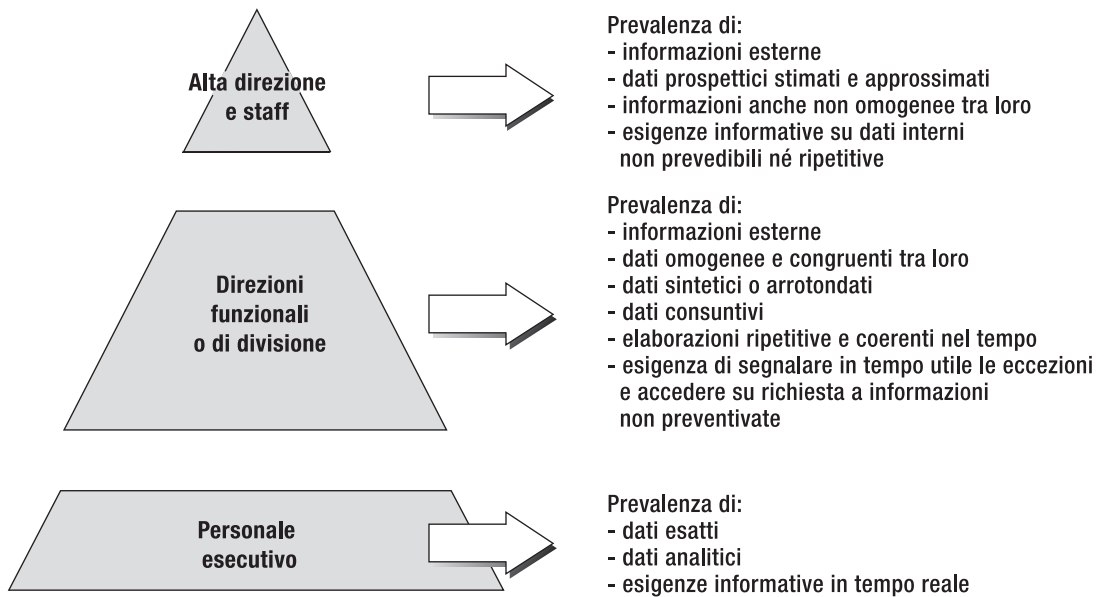 Alta direzione
e staff
Prevalenza di:
- informazioni esterne
- dati prospettici stimati e approssimati
- informazioni anche non omogenee tra loro
- esigenze informative su dati interni
non prevedibili né ripetitive
Direzioni
funzionali
o di divisione
Prevalenza di:
- informazioni esterne
- dati omogenee e congruenti tra loro
- dati sintetici o arrotondati
- dati consuntivi
- elaborazioni ripetitive e coerenti nel tempo
- esigenza di segnalare in tempo utile le eccezioni
e accedere su richiesta a informazioni
non preventivate
Personale
esecutivo
Prevalenza di:
- dati esatti
- dati analitici
- esigenze informative in tempo reale